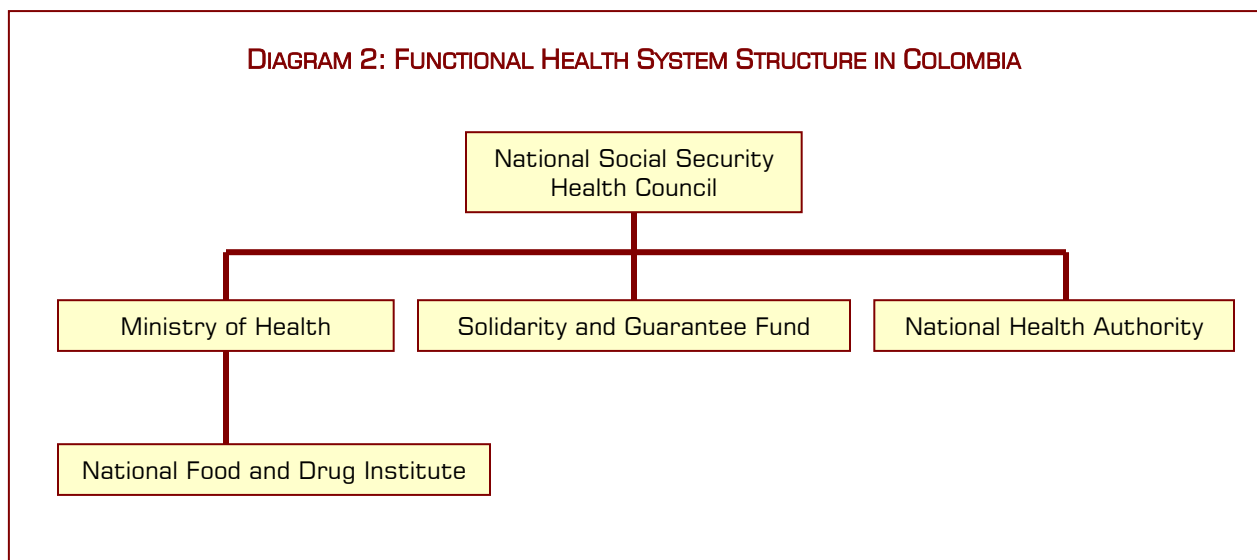 DIAGRAM 2: FUNCTIONAL HEALTH SYSTEM STRUCTURE IN COLOMBIA
National Social Security
Health Council
Ministry of Health
Solidarity and Guarantee Fund
National Health Authority
National Food and Drug Institute